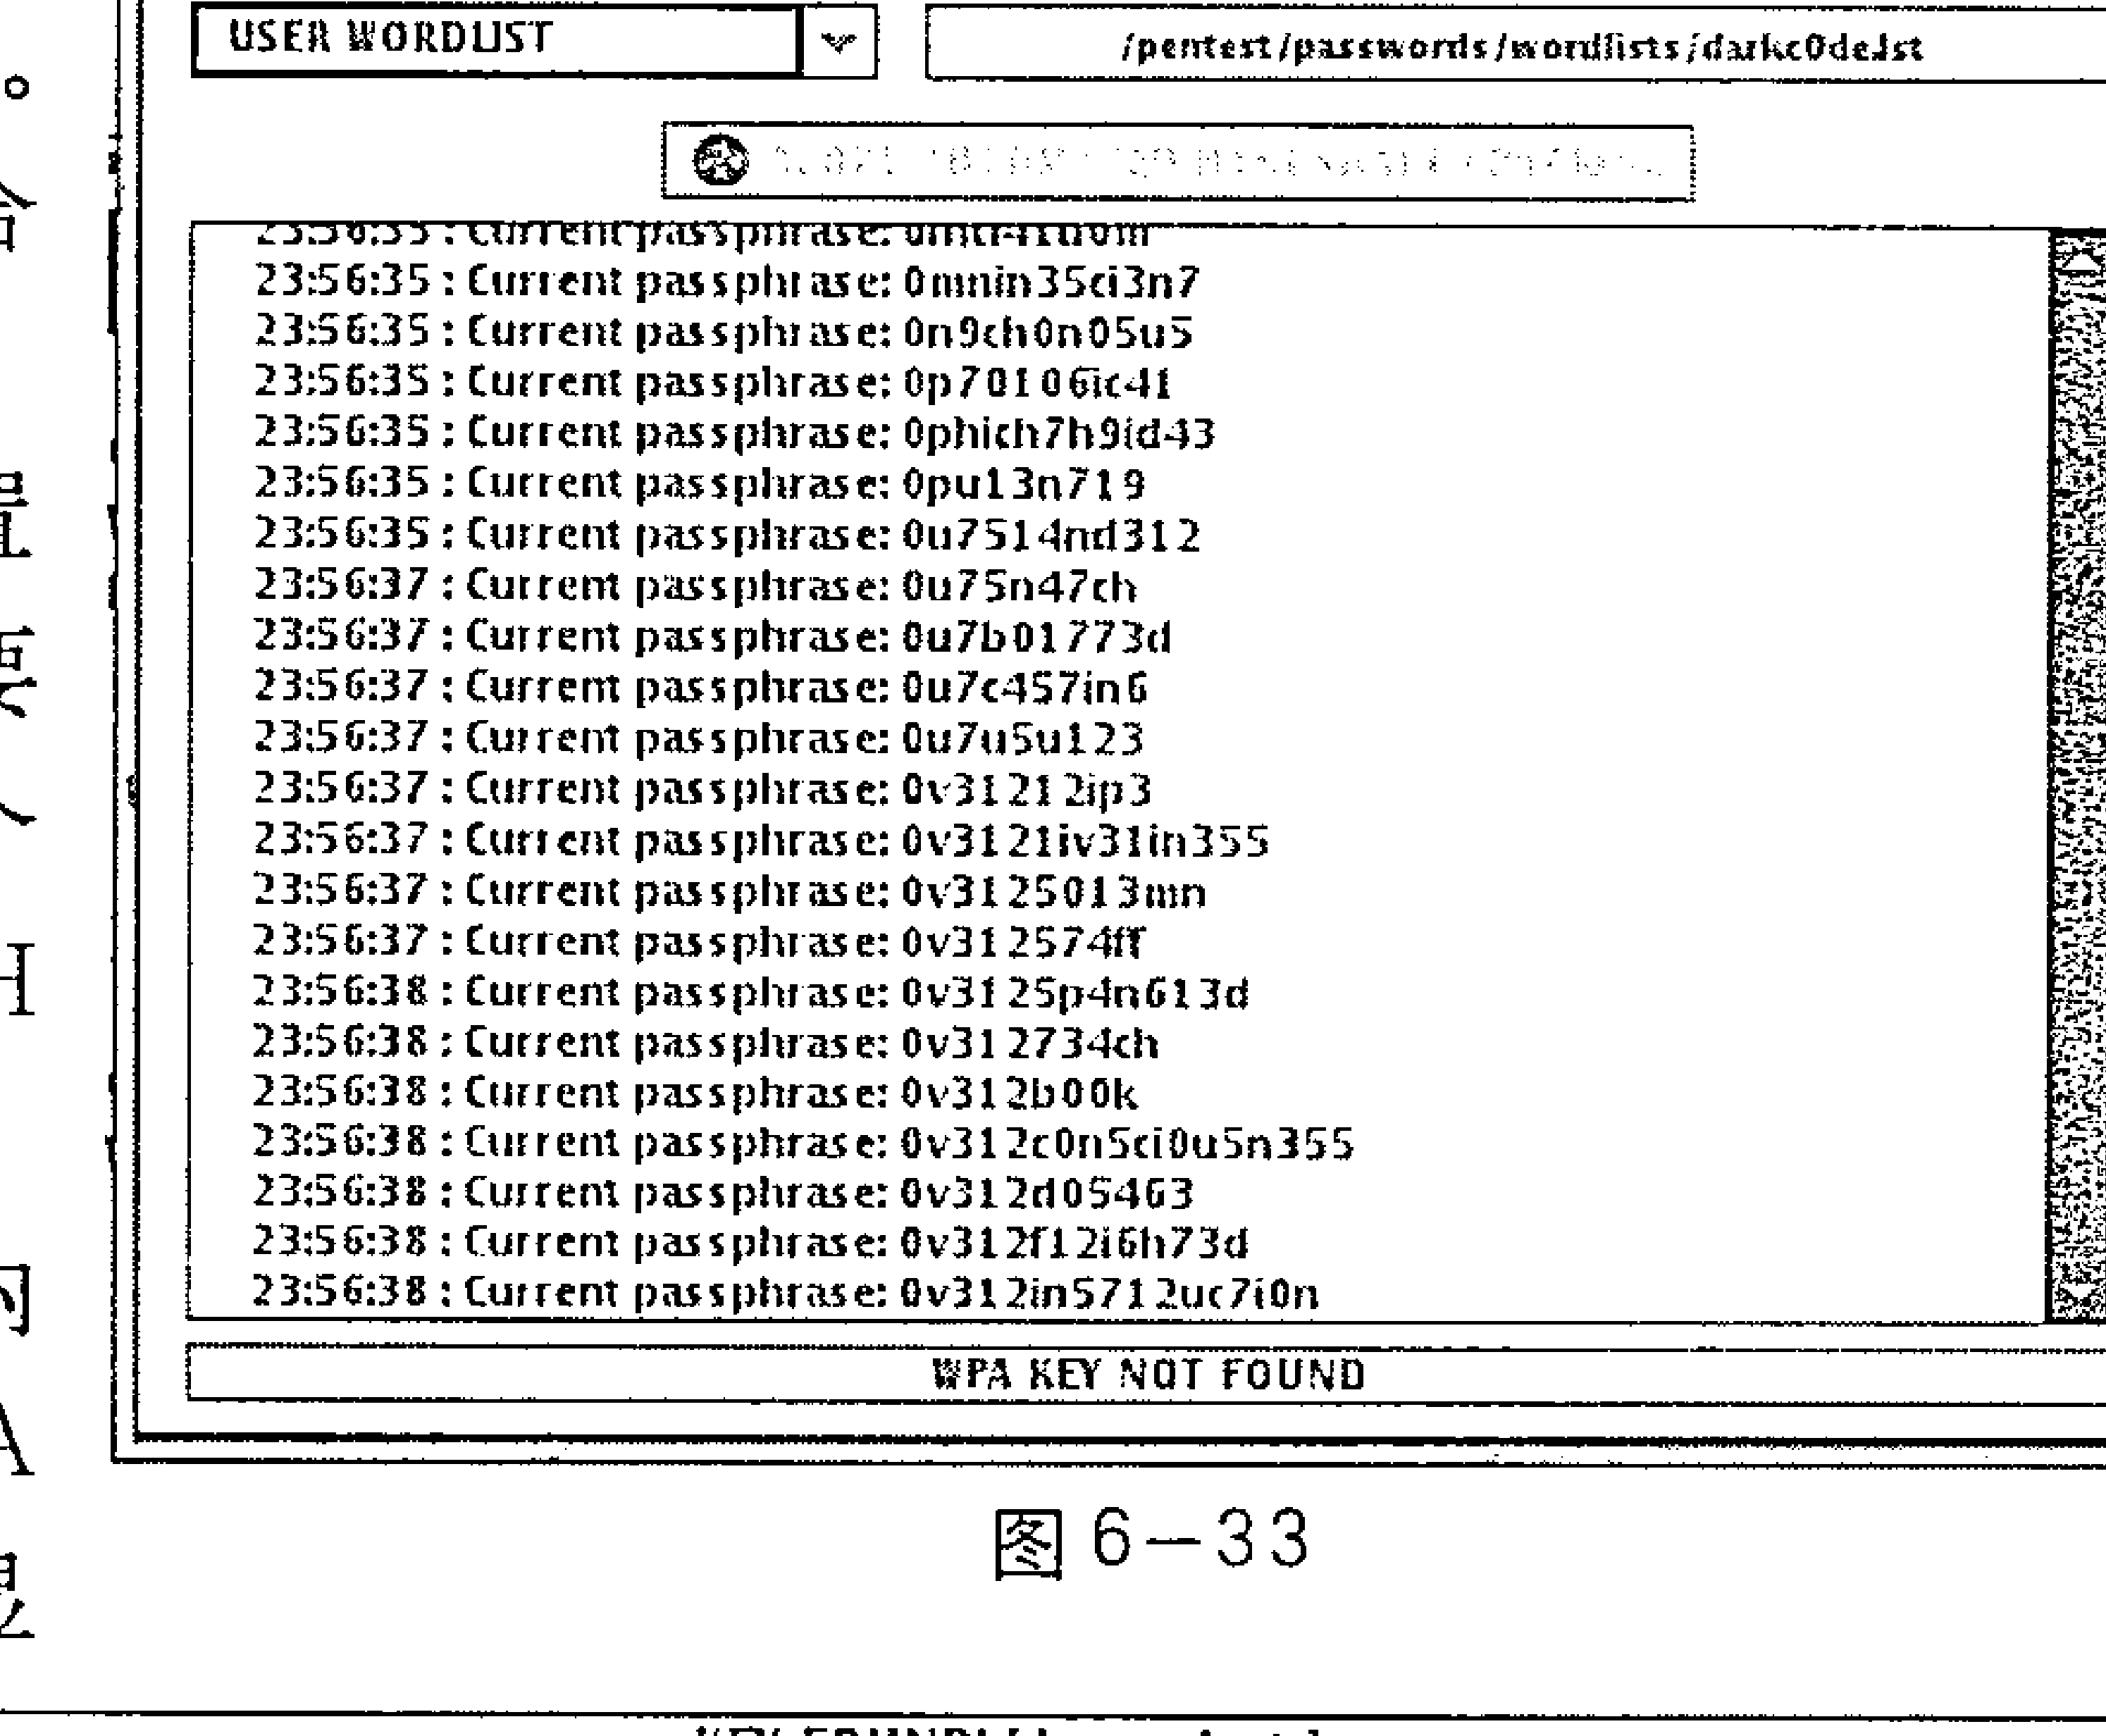 USER WORDLIST
/pentest/passwords/wordlists/darkc0de.lst
23:56:35 : Current passphrase:
23:56:35 : Current passphrase: 0mnin35ci3n7
23:56:35 : Current passphrase: 0n9ch0n05u5
23:56:35 : Current passphrase: 0p70106ic41
23:56:35 : Current passphrase: 0phich7h9id43
23:56:35 : Current passphrase: 0pu13n719
23:56:35 : Current passphrase: 0u7514nd312
23:56:37 : Current passphrase: 0u75n47ch
23:56:37 : Current passphrase: 0u7b01773d
23:56:37 : Current passphrase: 0u7c457in6
23:56:37 : Current passphrase: 0u7u5u123
23:56:37 : Current passphrase: 0v31212ip3
23:56:37 : Current passphrase: 0v3121iv31in355
23:56:37 : Current passphrase: 0v3125013mn
23:56:37 : Current passphrase: 0v312574ff
23:56:38 : Current passphrase: 0v3125p4n613d
23:56:38 : Current passphrase: 0v312734ch
23:56:38 : Current passphrase: 0v312b00k
23:56:38 : Current passphrase: 0v312c0n5ci0u5n355
23:56:38 : Current passphrase: 0v312d05463
23:56:38 : Current passphrase: 0v312f12i6h73d
23:56:38 : Current passphrase: 0v312in5712uc7i0n
WPA KEY NOT FOUND
图 6-33